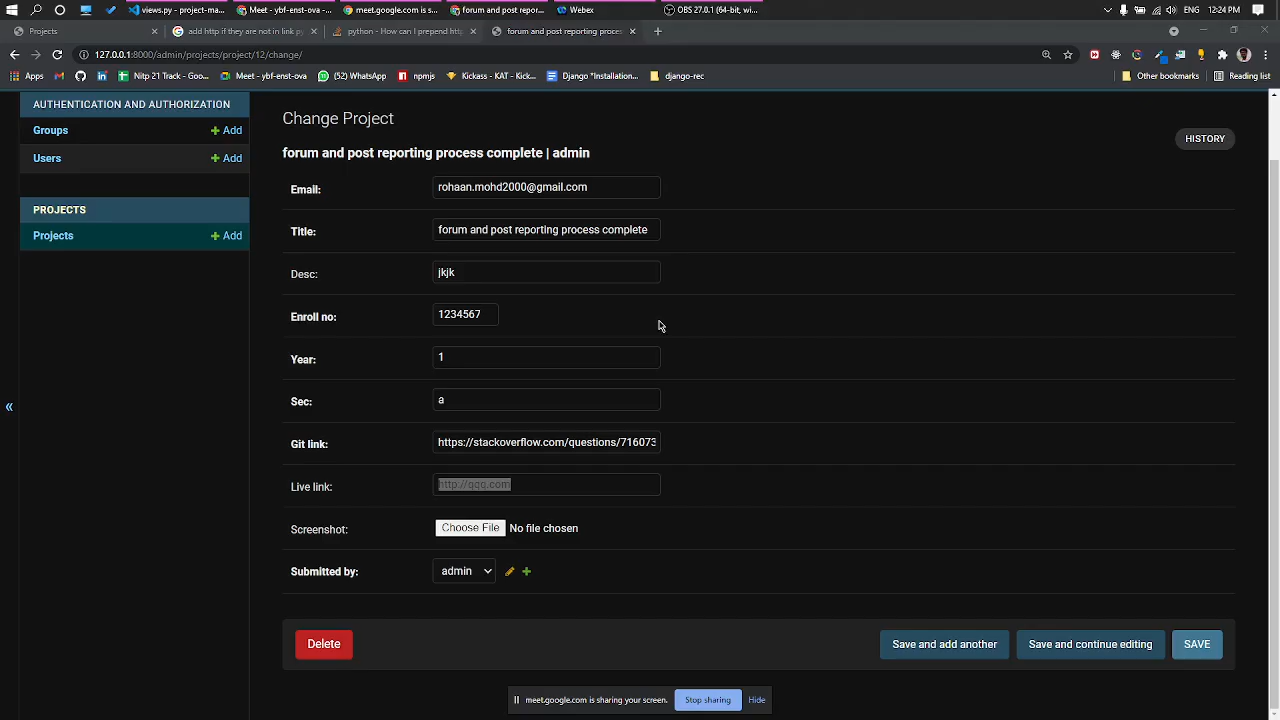 views.py - project-ma...
Meet - ybf-enst-ova ...
meet.google.com is s...
forum and post repor...
Webex
OBS 27.0.1 (64-bit, w...
ENG
12:24 PM
Projects
add http if they are not in link py
python - How can I prepend http
forum and post reporting proces
127.0.0.1:8000/admin/projects/project/12/change/
Apps
M
Nitp 21 Track - Goo...
Meet - ybf-enst-ova
(52) WhatsApp
npmjs
Kickass - KAT - Kick...
Django *Installation...
django-rec
Other bookmarks
Reading list
AUTHENTICATION AND AUTHORIZATION
Groups
Add
Users
Add
PROJECTS
Projects
Add
«
Change Project
HISTORY
forum and post reporting process complete | admin
Email:
rohaan.mohd2000@gmail.com
Title:
forum and post reporting process complete
Desc:
jkjk
Enroll no:
1234567
Year:
1
Sec:
a
Git link:
https://stackoverflow.com/questions/716073
Live link:
http://qqq.com
Screenshot:
Choose File No file chosen
Submitted by:
admin
Delete
Save and add another
Save and continue editing
SAVE
meet.google.com is sharing your screen.
Stop sharing
Hide